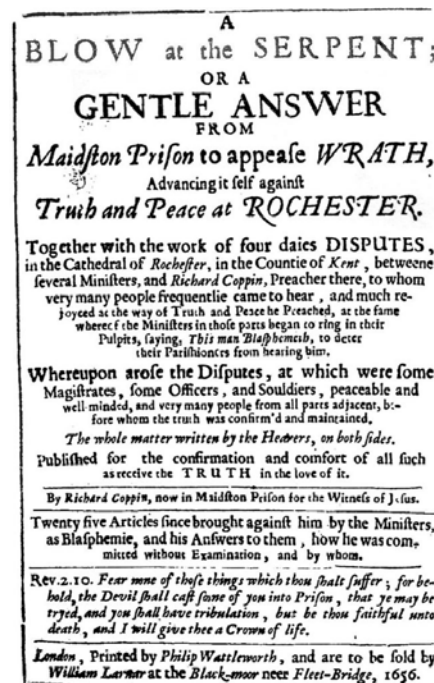 A
BLOW at the SERPENT;
OR A
GENTLE ANSWER
FROM
Maidſton Priſon to appeaſe WRATH,
Advancing it ſelf againſt
Truth and Peace at ROCHESTER.
Together with the work of four daies DISPUTES,
in the Cathedral of Rocheſter, in the Countie of Kent, betweene
ſeveral Miniſters, and Richard Coppin, Preacher there, to whom
very many people frequentlie came to hear, and much re-
joyced at the way of Truth and Peace he Preached, at the fame
whereof the Miniſters in thoſe parts began to ring in their
Pulpits, ſaying, This man Blaſphemeth, to deter
their Pariſhioners from hearing him.
Whereupon aroſe the Diſputes, at which were ſome
Magiſtrates, ſome Officers, and Souldiers, peaceable and
well-minded, and very many people from all parts adjacent, be-
fore whom the truth was confirm'd and maintained.
The whole matter written by the Hearers, on both ſides.
Publiſhed for the confirmation and comfort of all ſuch
as receive the TRUTH in the love of it.
By Richard Coppin, now in Maidſton Priſon for the Witneſs of Jeſus.
Twenty five Articles ſince brought againſt him by the Miniſters,
as Blaſphemie, and his Anſwers to them, how he was com-
mitted without Examination, and by whom.
Rev.2.10. Fear none of thoſe things which thou ſhalt ſuffer; for be-
hold, the Devil ſhall caſt ſome of you into Priſon, that ye may be
tryed, and you ſhall have tribulation, but be thou faithful unto
death, and I will give thee a Crown of life.
London, Printed by Philip Wattleworth, and are to be ſold by
William Larnar at the Black-moor neer Fleet-Bridge, 1656.